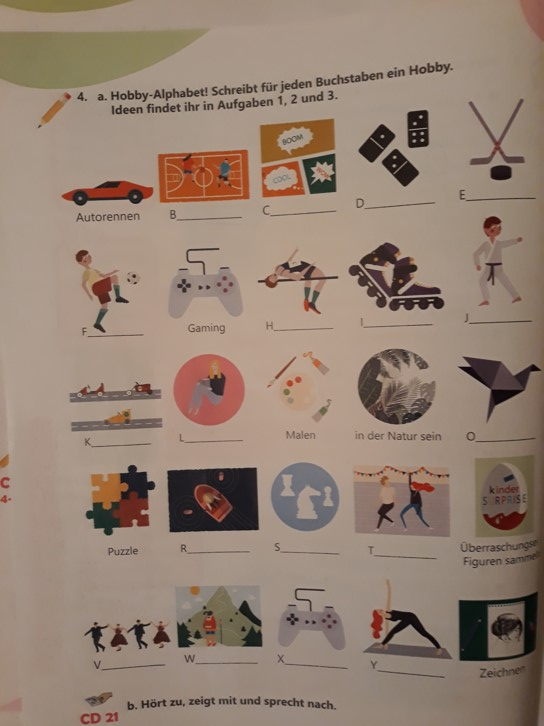 4. a. Hobby-Alphabet! Schreibt für jeden Buchstaben ein Hobby.
Ideen findet ihr in Aufgaben 1, 2 und 3.
BOOM
COOL
Autorennen
B
C
D
E
F
Gaming
H
I
J
K
L
Malen
in der Natur sein
O
kinder
SURPRISE
Puzzle
R
S
T
Überraschungs
Figuren sammeln
V
W
X
Y
Zeichnen
CD 21
b. Hört zu, zeigt mit und sprecht nach.